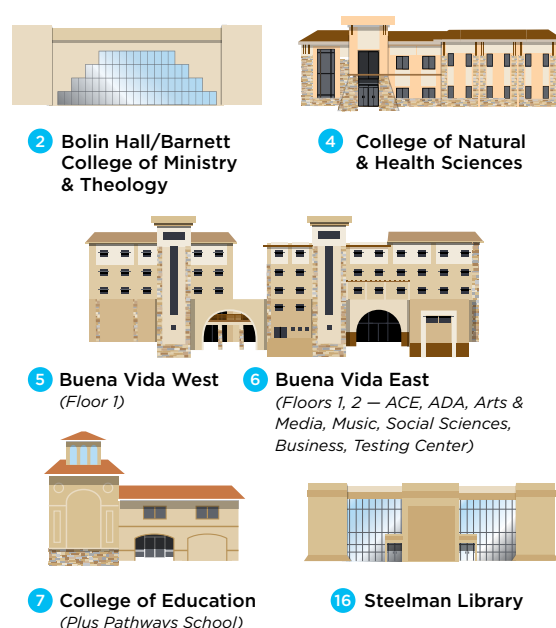 2 Bolin Hall/Barnett
College of Ministry
& Theology
4 College of Natural
& Health Sciences
5 Buena Vida West
(Floor 1)
6 Buena Vida East
(Floors 1, 2 — ACE, ADA, Arts &
Media, Music, Social Sciences,
Business, Testing Center)
7 College of Education
(Plus Pathways School)
16 Steelman Library